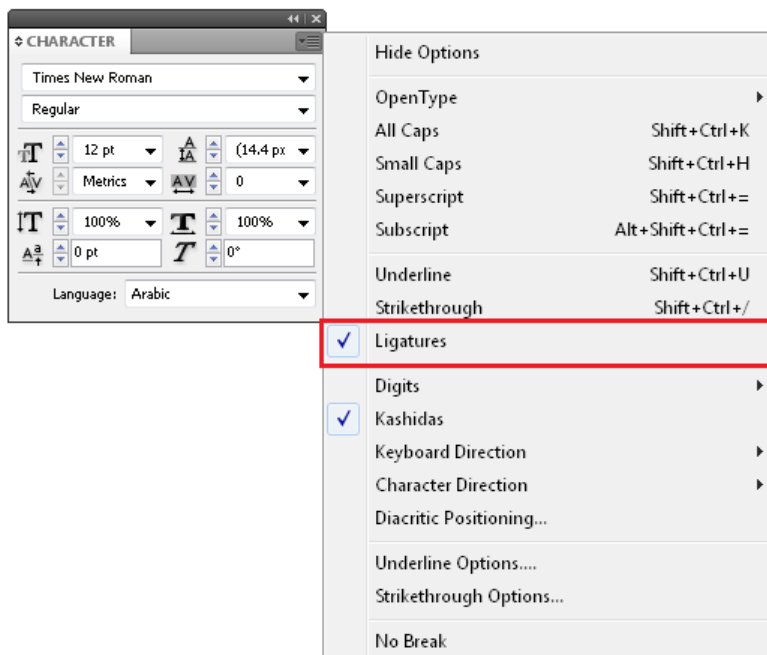 CHARACTER
Times New Roman
Regular
12 pt
(14.4 px
Metrics
0
100%
100%
0 pt
0°
Language: Arabic
Hide Options
OpenType
All Caps Shift+Ctrl+K
Small Caps Shift+Ctrl+H
Superscript Shift+Ctrl+=
Subscript Alt+Shift+Ctrl+=
Underline Shift+Ctrl+U
Strikethrough Shift+Ctrl+/
Ligatures
Digits
Kashidas
Keyboard Direction
Character Direction
Diacritic Positioning...
Underline Options....
Strikethrough Options...
No Break